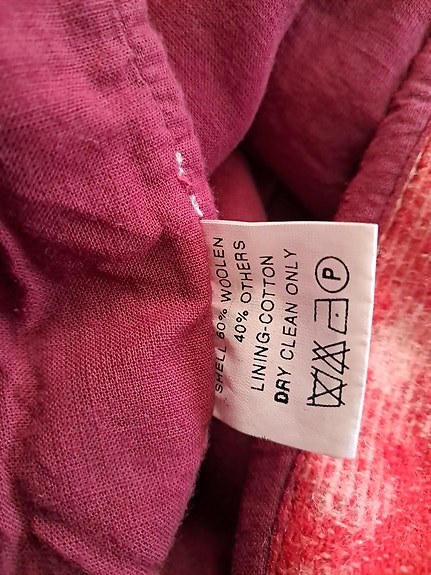 SHELL 60% WOOLEN
40% OTHERS
LINING-COTTON
DRY CLEAN ONLY
P